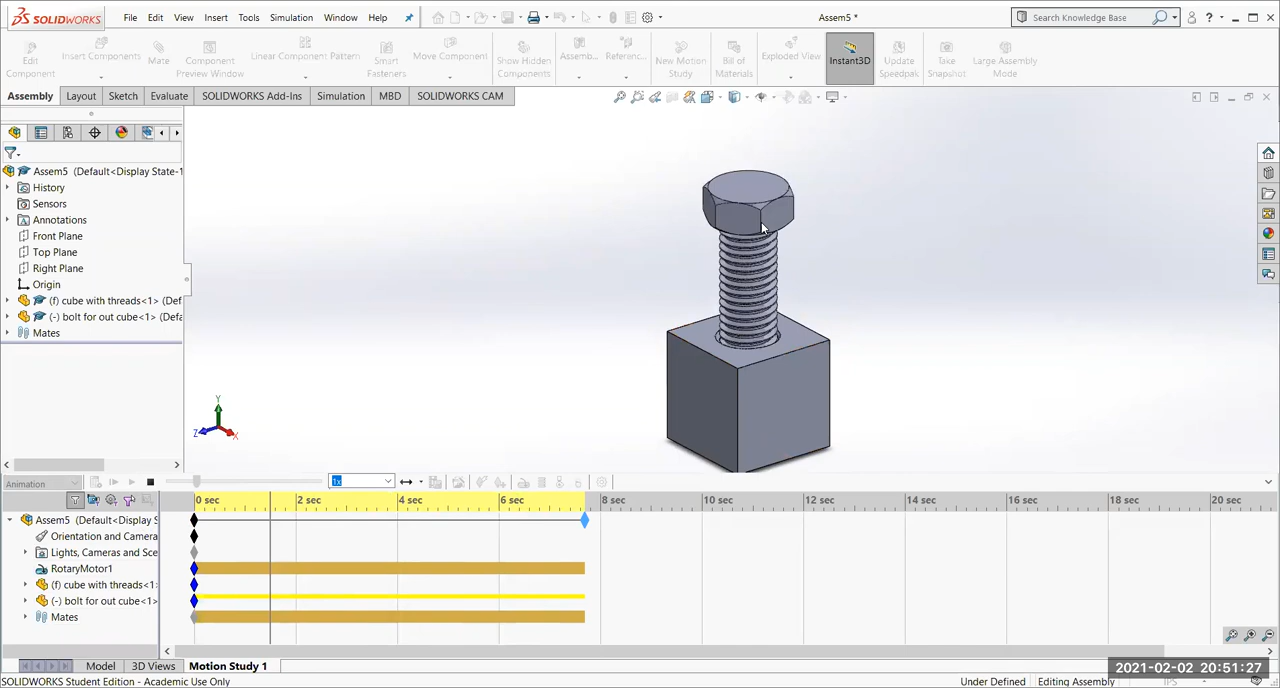 SOLIDWORKS File Edit View Insert Tools Simulation Window Help Assem5 * Search Knowledge Base ?
Edit Component
Insert Components
Mate
Component Preview Window
Linear Component Pattern
Smart Fasteners
Move Component
Show Hidden Components
Assemb...
Referenc...
New Motion Study
Bill of Materials
Exploded View
Instant3D
Update Speedpak
Take Snapshot
Large Assembly Mode
Assembly Layout Sketch Evaluate SOLIDWORKS Add-Ins Simulation MBD SOLIDWORKS CAM
Assem5 (Default<Display State-1
History
Sensors
Annotations
Front Plane
Top Plane
Right Plane
Origin
(f) cube with threads<1> (Def
(-) bolt for out cube<1> (Defa
Mates
Y
Z
X
Animation 1x
0 sec 2 sec 4 sec 6 sec 8 sec 10 sec 12 sec 14 sec 16 sec 18 sec 20 sec
Assem5 (Default<Display S
Orientation and Camera
Lights, Cameras and Sce
RotaryMotor1
(f) cube with threads<1>
(-) bolt for out cube<1>
Mates
Model 3D Views Motion Study 1
2021-02-02 20:51:27
SOLIDWORKS Student Edition - Academic Use Only Under Defined Editing Assembly IPS